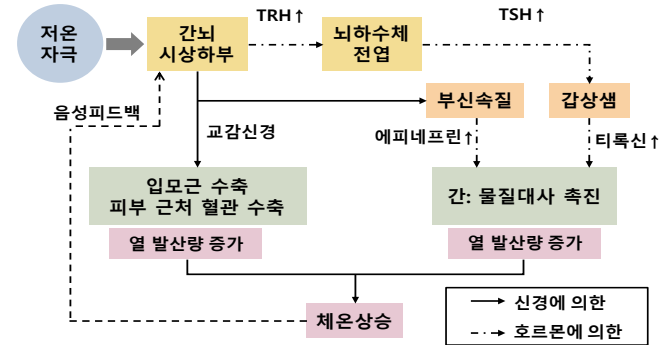 저온
자극
간뇌
시상하부
TRH↑
뇌하수체
전엽
TSH↑
음성피드백
교감신경
부신속질
갑상샘
에피네프린↑
티록신↑
입모근 수축
피부 근처 혈관 수축
간: 물질대사 촉진
열 발산량 증가
열 발산량 증가
체온상승
신경에 의한
호르몬에 의한